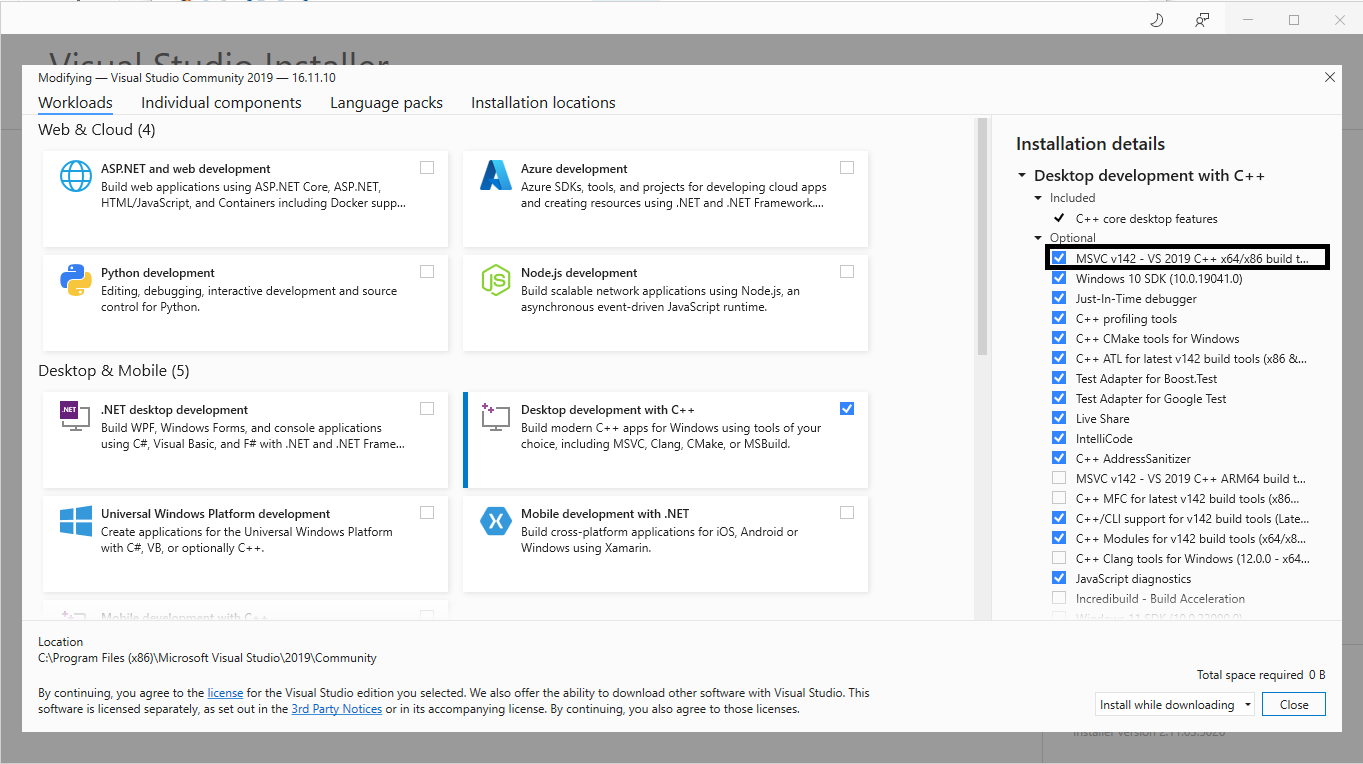 Visual Studio Installer
Modifying — Visual Studio Community 2019 — 16.11.10
Workloads
Individual components
Language packs
Installation locations
Web & Cloud (4)
ASP.NET and web development
Build web applications using ASP.NET Core, ASP.NET,
HTML/JavaScript, and Containers including Docker supp...
Azure development
Azure SDKs, tools, and projects for developing cloud apps
and creating resources using .NET and .NET Framework....
Python development
Editing, debugging, interactive development and source
control for Python.
Node.js development
Build scalable network applications using Node.js, an
asynchronous event-driven JavaScript runtime.
Desktop & Mobile (5)
.NET
.NET desktop development
Build WPF, Windows Forms, and console applications
using C#, Visual Basic, and F# with .NET and .NET Frame...
Desktop development with C++
Build modern C++ apps for Windows using tools of your
choice, including MSVC, Clang, CMake, or MSBuild.
Universal Windows Platform development
Create applications for the Universal Windows Platform
with C#, VB, or optionally C++.
Mobile development with .NET
Build cross-platform applications for iOS, Android or
Windows using Xamarin.
Mobile development with C++
Installation details
Desktop development with C++
Included
C++ core desktop features
Optional
MSVC v142 - VS 2019 C++ x64/x86 build t...
Windows 10 SDK (10.0.19041.0)
Just-In-Time debugger
C++ profiling tools
C++ CMake tools for Windows
C++ ATL for latest v142 build tools (x86 &...
Test Adapter for Boost.Test
Test Adapter for Google Test
Live Share
IntelliCode
C++ AddressSanitizer
MSVC v142 - VS 2019 C++ ARM64 build t...
C++ MFC for latest v142 build tools (x86...
C++/CLI support for v142 build tools (Late...
C++ Modules for v142 build tools (x64/x8...
C++ Clang tools for Windows (12.0.0 - x64...
JavaScript diagnostics
Incredibuild - Build Acceleration
Windows 11 SDK
Location
C:\Program Files (x86)\Microsoft Visual Studio\2019\Community
By continuing, you agree to the license for the Visual Studio edition you selected. We also offer the ability to download other software with Visual Studio. This
software is licensed separately, as set out in the 3rd Party Notices or in its accompanying license. By continuing, you also agree to those licenses.
Total space required 0 B
Install while downloading
Close
Installer version